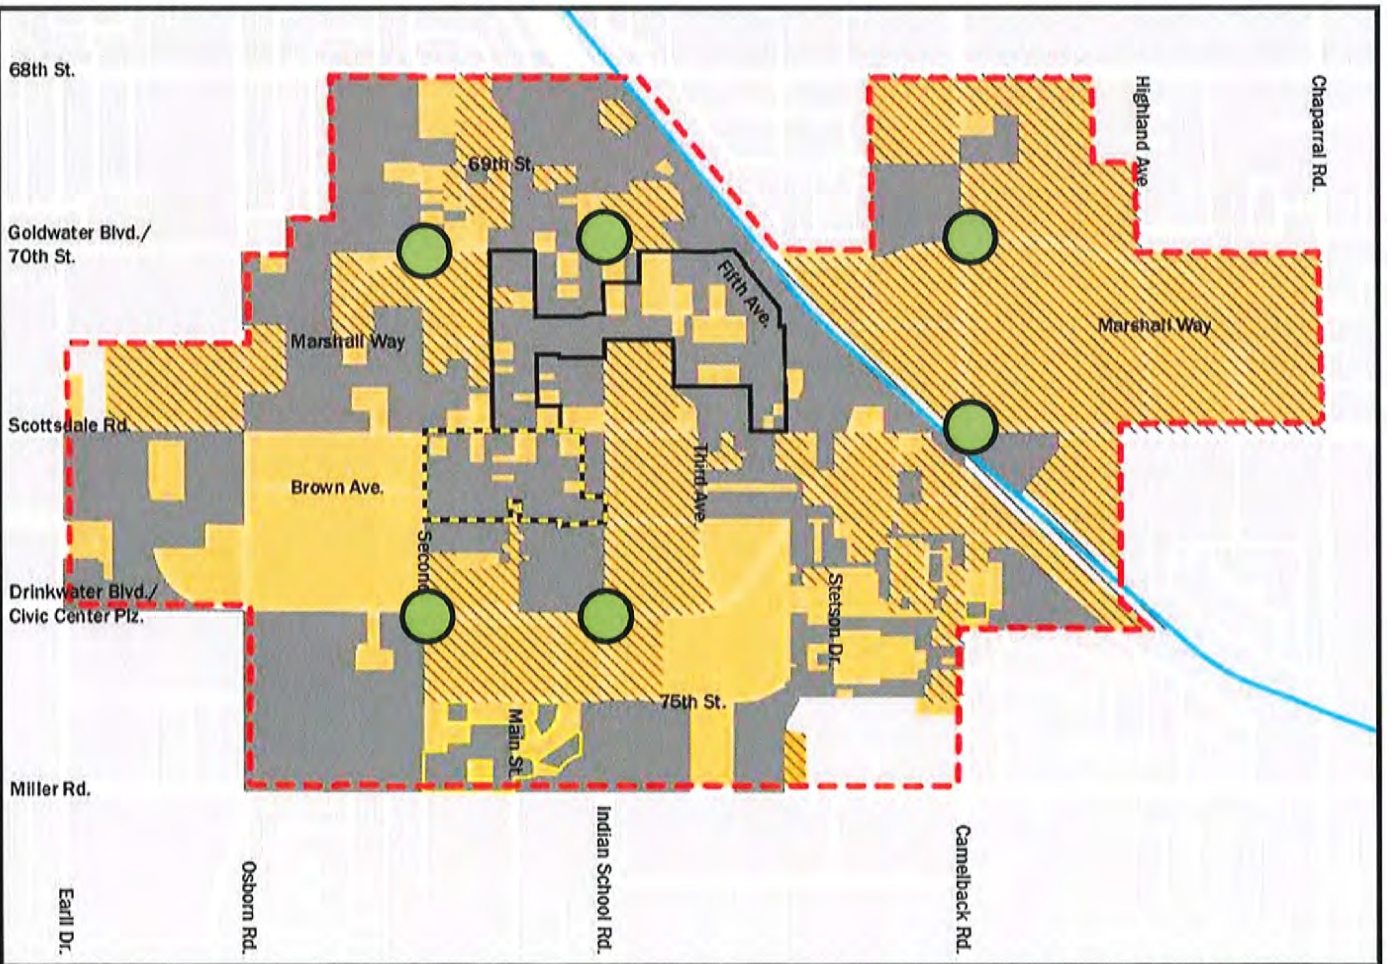 68th St.
Highland Ave.
Chaparral Rd.
69th St.
Goldwater Blvd./
70th St.
Fifth Ave.
Marshall Way
Marshall Way
Scottsdale Rd.
Third Ave.
Brown Ave.
Second
Drinkwater Blvd./
Civic Center Plz.
Stetson Dr.
75th St.
Main St.
Miller Rd.
Indian School Rd.
Camelback Rd.
Osborn Rd.
Earll Dr.